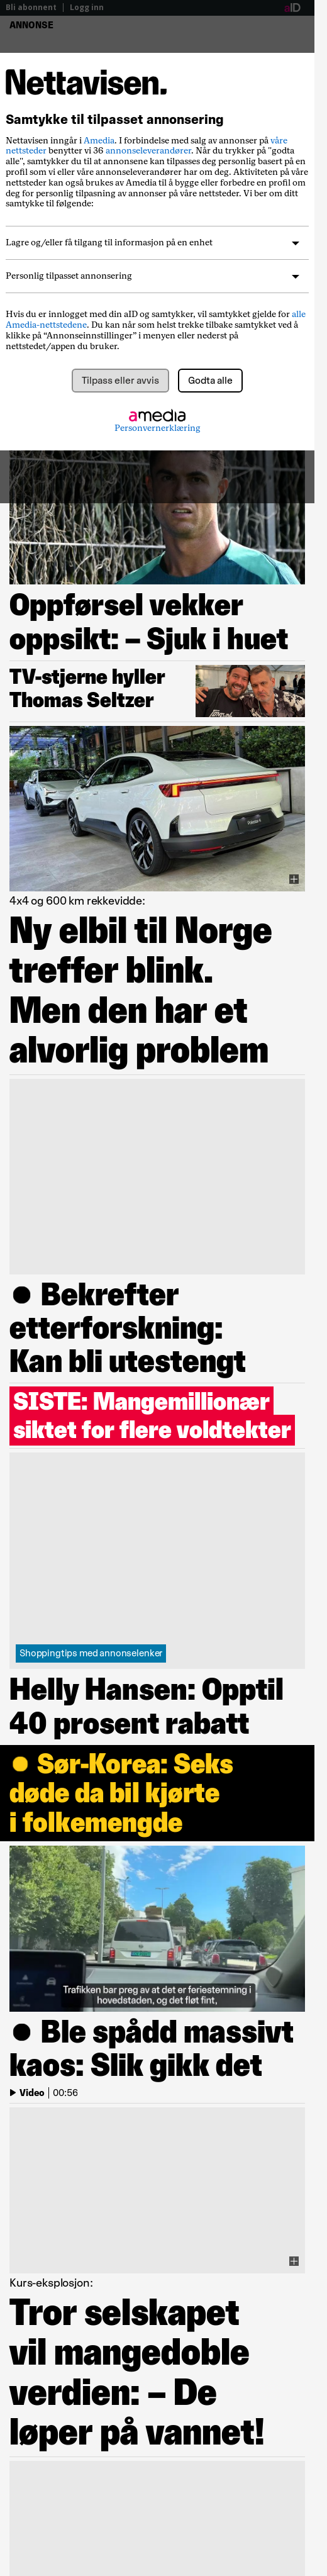 Bli abonnent | Logg inn
aID
ANNONSE
Nettavisen.
Samtykke til tilpasset annonsering
Nettavisen inngår i Amedia. I forbindelse med salg av annonser på våre
nettsteder benytter vi 36 annonseleverandører. Når du trykker på "godta
alle", samtykker du til at annonsene kan tilpasses deg personlig basert på en
profil som vi eller våre annonseleverandører har om deg. Aktiviteten på våre
nettsteder kan også brukes av Amedia til å bygge eller forbedre en profil om
deg for personlig tilpasning av annonser på våre nettsteder. Vi ber om ditt
samtykke til følgende:
Lagre og/eller få tilgang til informasjon på en enhet
Personlig tilpasset annonsering
Hvis du er innlogget med din aID og samtykker, vil samtykket gjelde for alle
Amedia-nettstedene. Du kan når som helst trekke tilbake samtykket ved å
klikke på “Annonseinnstillinger” i menyen eller nederst på
nettstedet/appen du bruker.
Tilpass eller avvis
Godta alle
amedia
Personvernerklæring
Oppførsel vekker
oppsikt: – Sjuk i huet
TV-stjerne hyller
Thomas Seltzer
4x4 og 600 km rekkevidde:
Ny elbil til Norge
treffer blink.
Men den har et
alvorlig problem
● Bekrefter
etterforskning:
Kan bli utestengt
SISTE: Mangemillionær
siktet for flere voldtekter
Shoppingtips med annonselenker
Helly Hansen: Opptil
40 prosent rabatt
● Sør-Korea: Seks
døde da bil kjørte
i folkemengde
Trafikken bar preg av at det er feriestemning i
hovedstaden, og det fløt fint,
● Ble spådd massivt
kaos: Slik gikk det
Video | 00:56
Kurs-eksplosjon:
Tror selskapet
vil mangedoble
verdien: – De
løper på vannet!